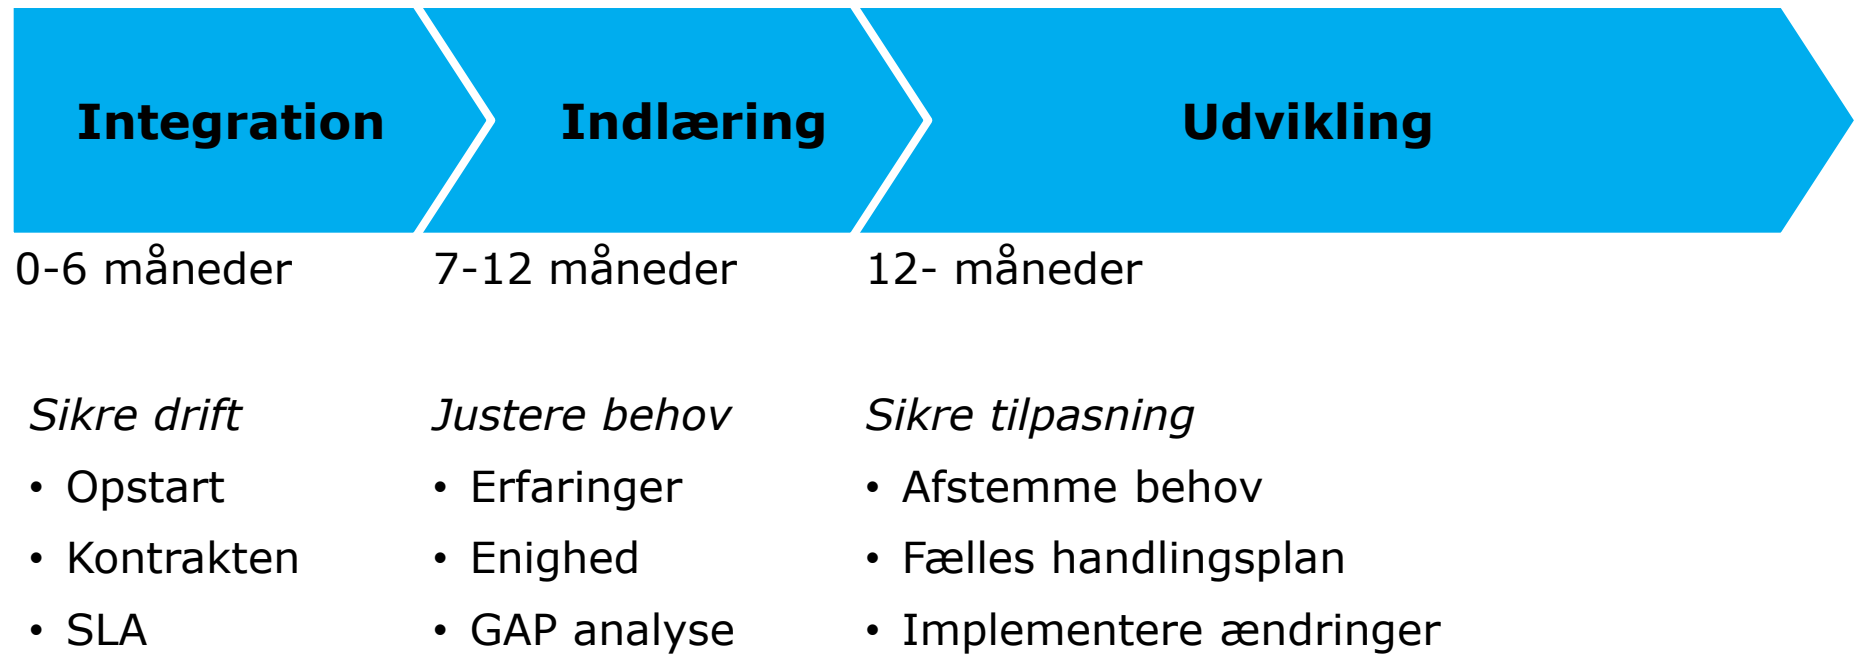 Integration
Indlæring
Udvikling
0-6 måneder
7-12 måneder
12- måneder
Sikre drift
• Opstart
• Kontrakten
• SLA
Justere behov
• Erfaringer
• Enighed
• GAP analyse
Sikre tilpasning
• Afstemme behov
• Fælles handlingsplan
• Implementere ændringer